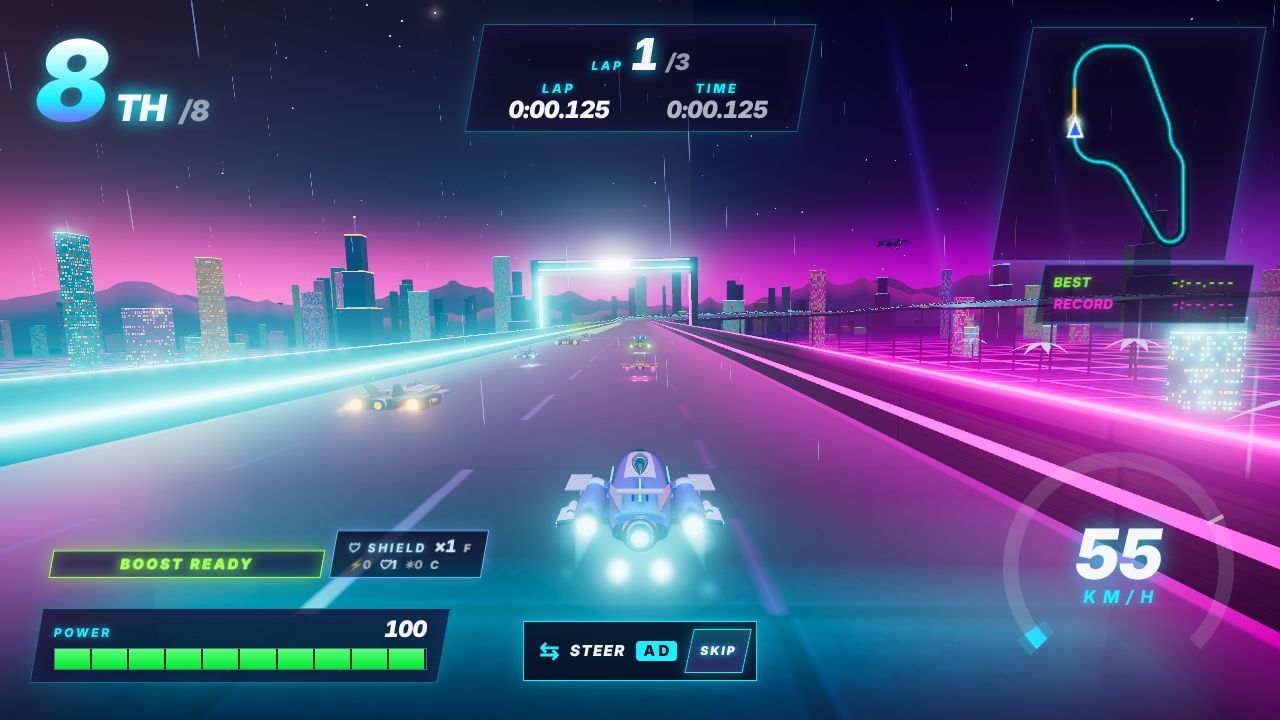 8 TH /8
LAP 1 /3
LAP TIME
0:00.125 0:00.125
BEST -:--.---
RECORD -:--.---
BOOST READY
SHIELD ×1 F
0 1 0 C
POWER 100
STEER A D SKIP
55
KM/H